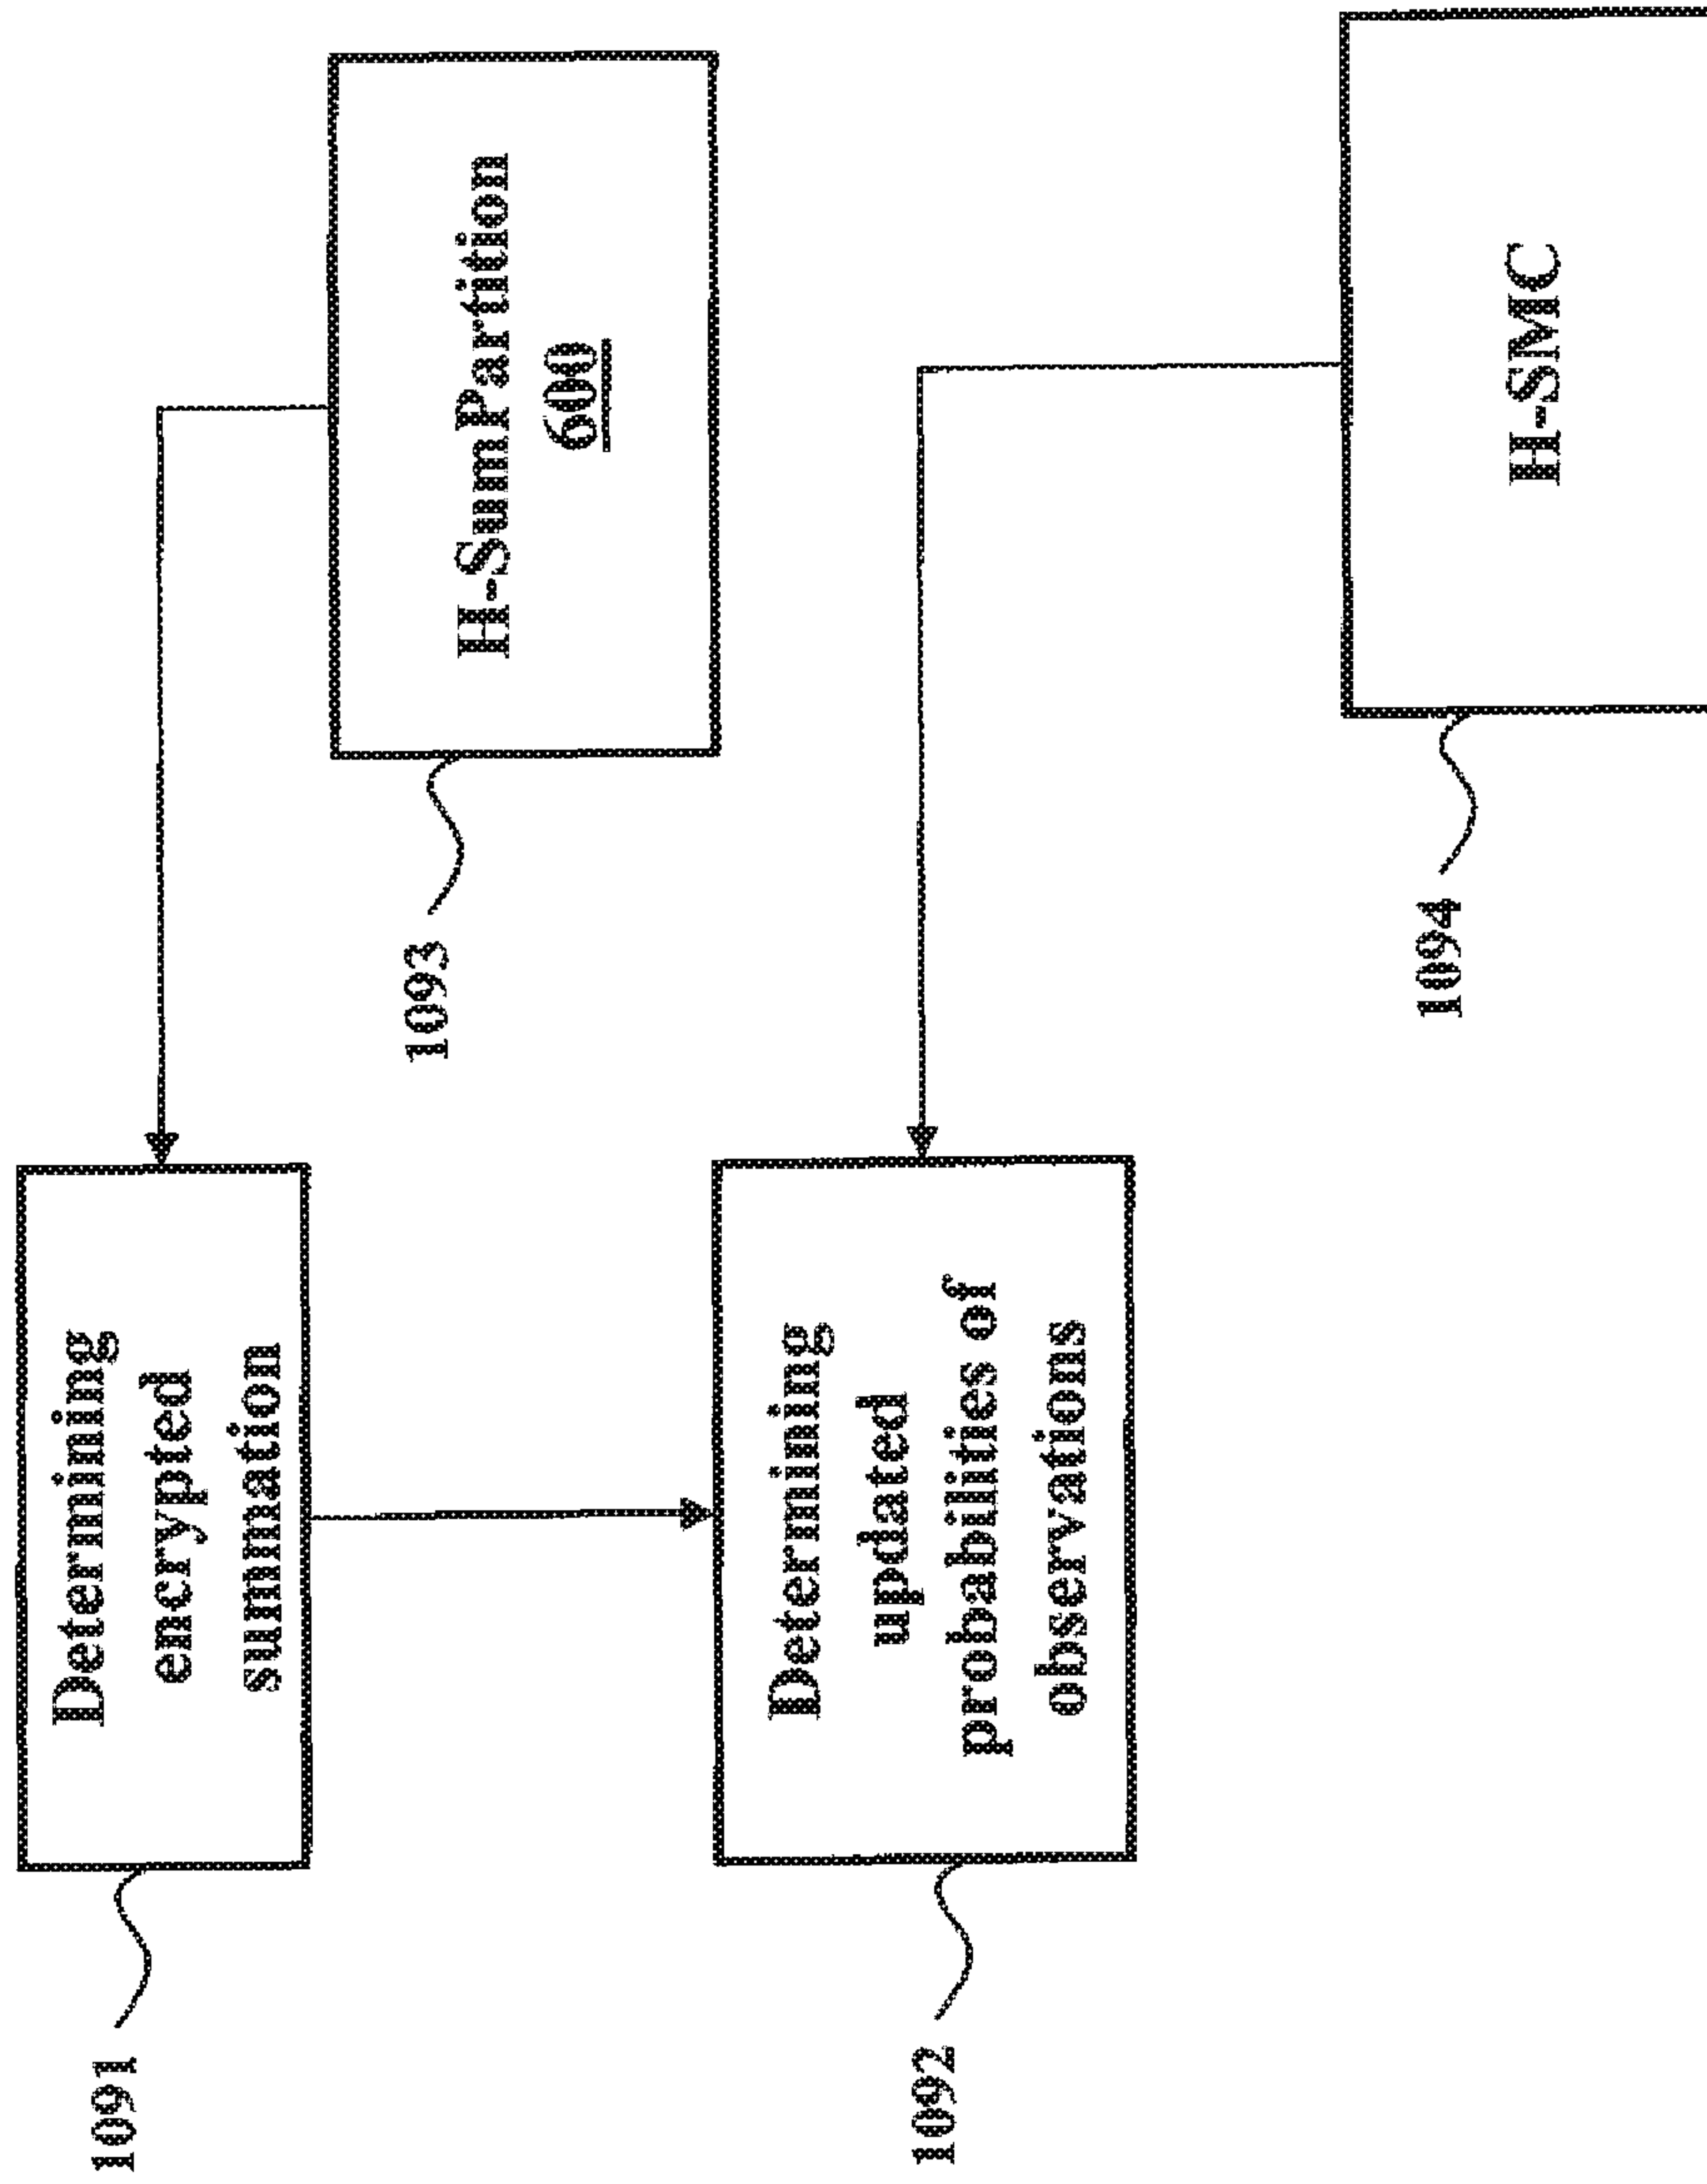 1091
Determining
encrypted
summation
1093
H-SumPartition
600
1092
Determining
updated
probabilities of
observations
1094
H-SMC